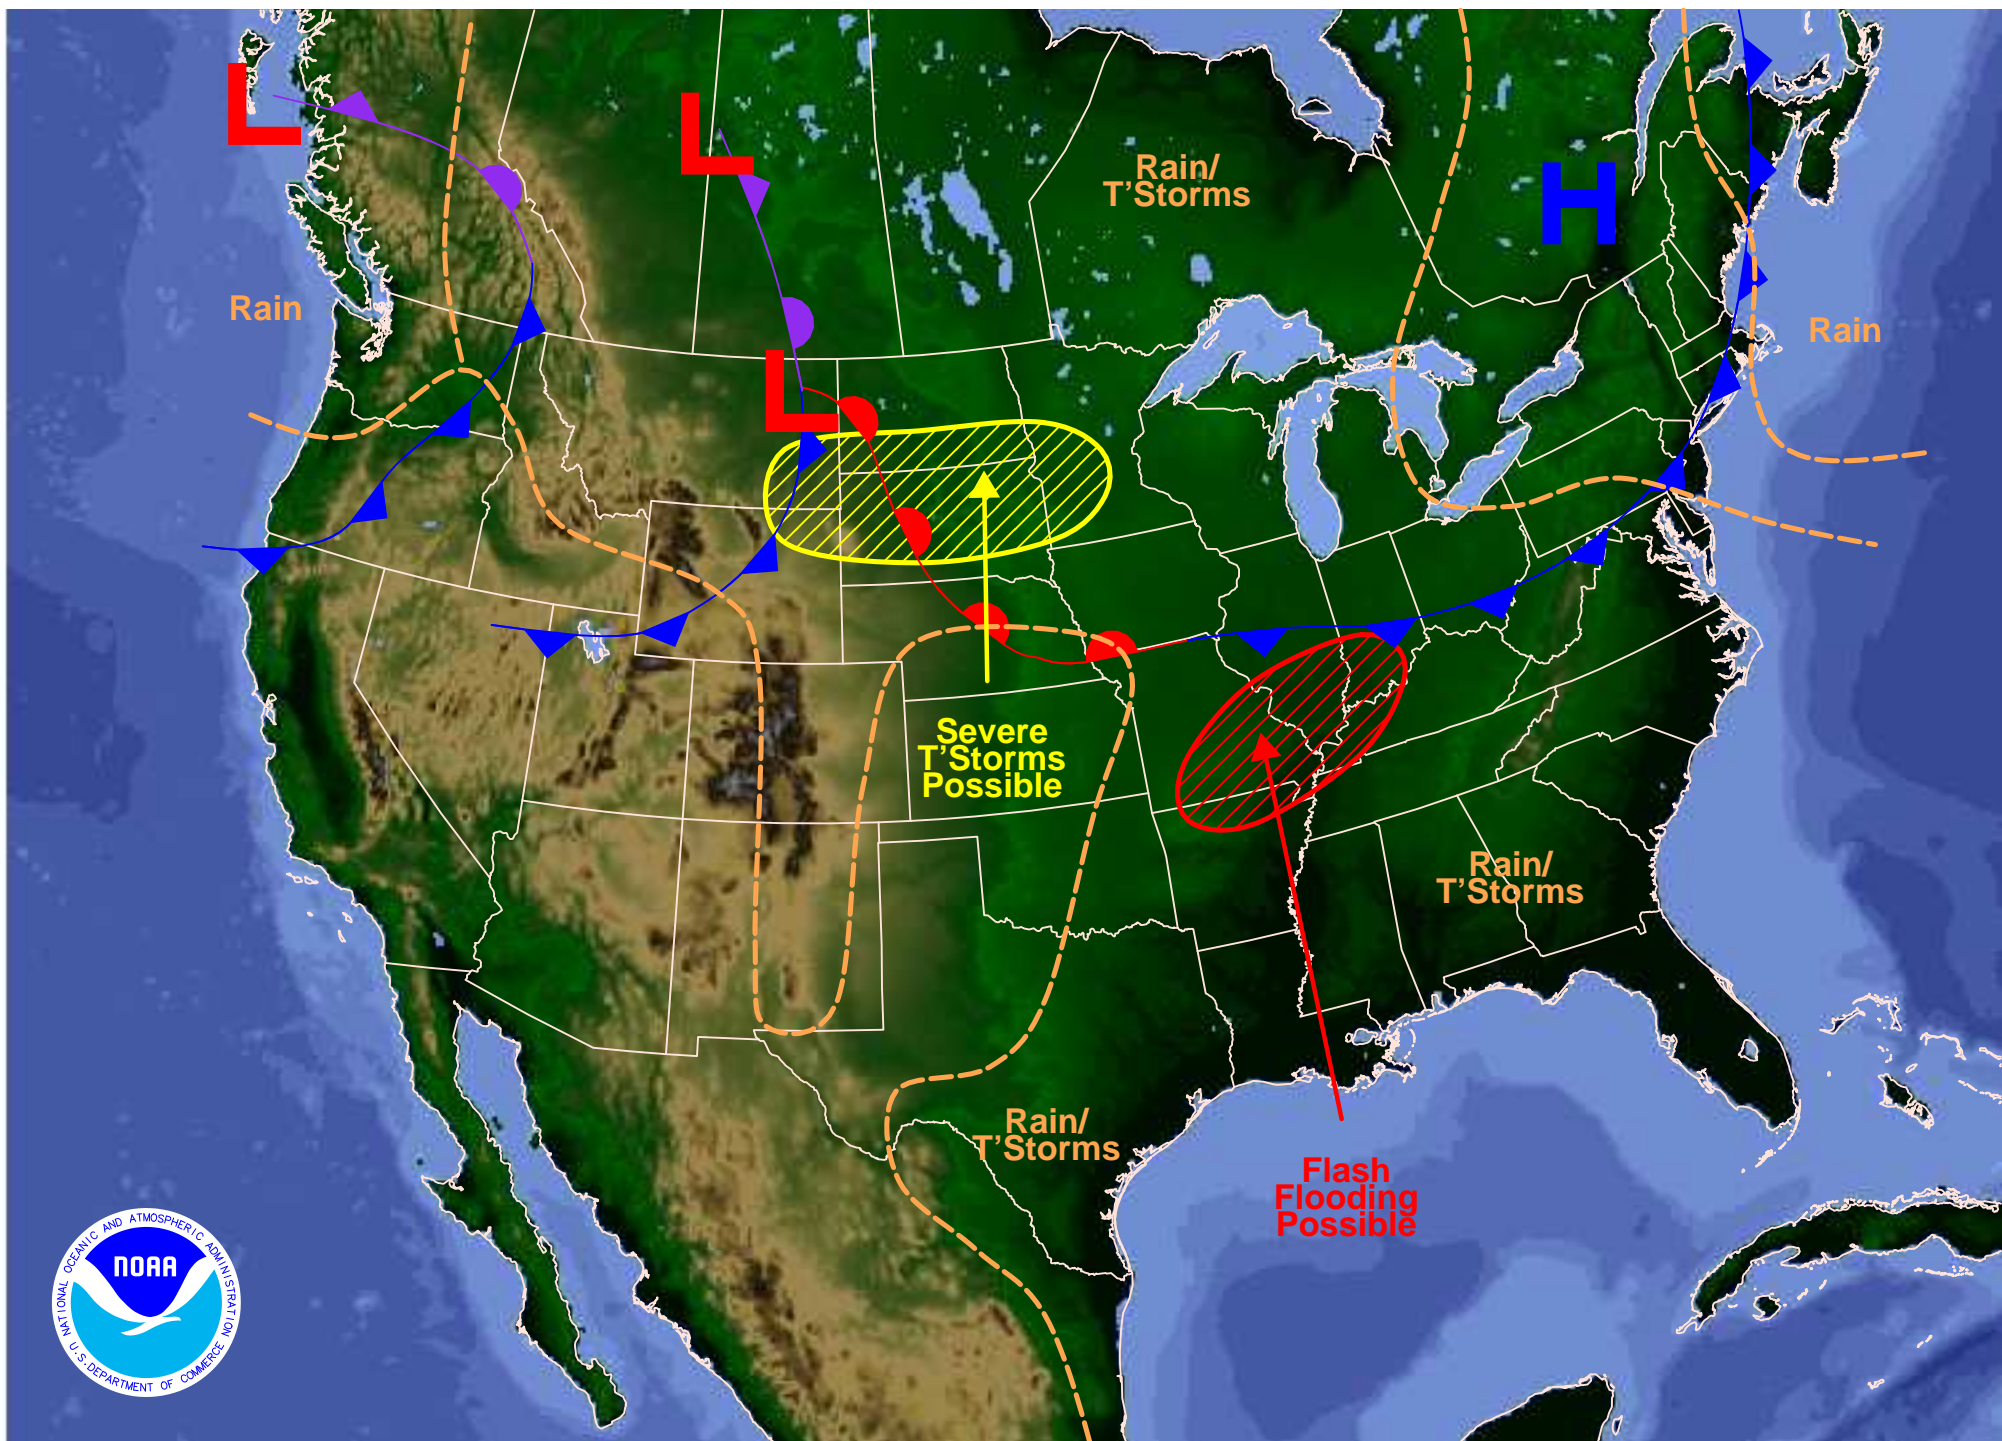 L
L
H
Rain/
T'Storms
Rain
Rain
L
Severe
T'Storms
Possible
Rain/
T'Storms
Rain/
T'Storms
Flash
Flooding
Possible
NATIONAL OCEANIC AND ATMOSPHERIC ADMINISTRATION
NOAA
U.S. DEPARTMENT OF COMMERCE